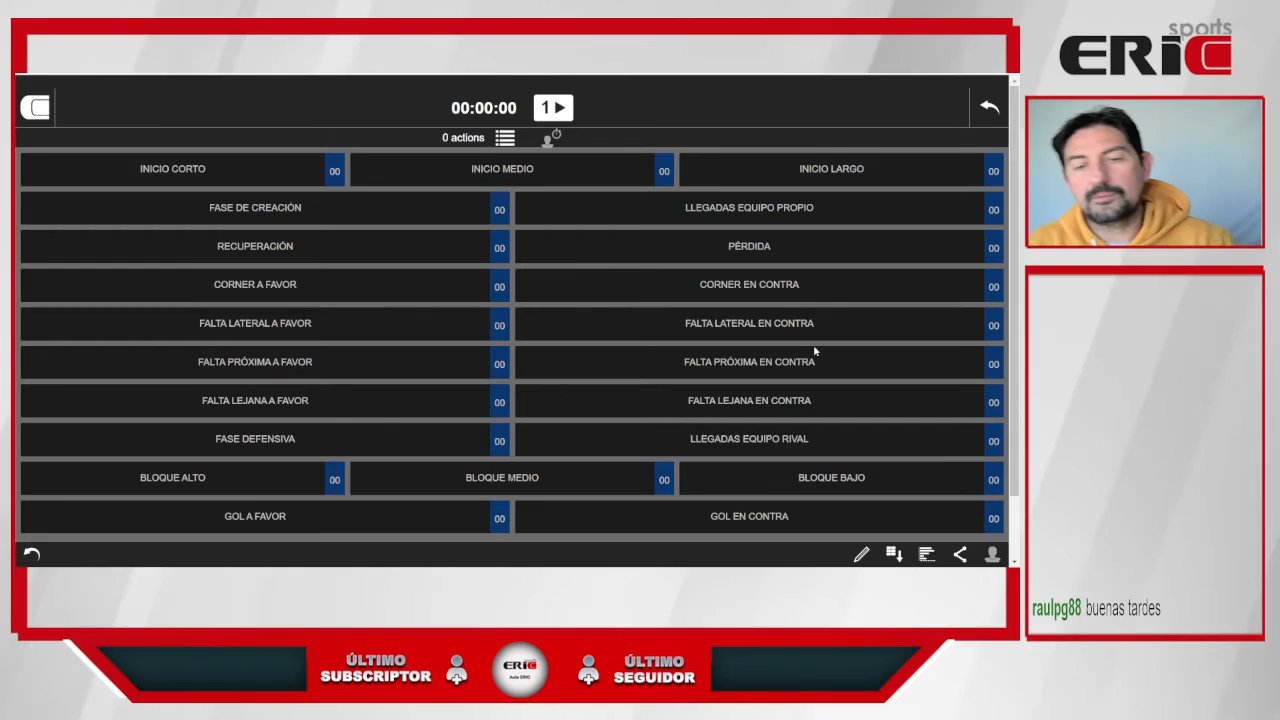 sports
ERIC
00:00:00
1
0 actions
INICIO CORTO 00 INICIO MEDIO 00 INICIO LARGO 00
FASE DE CREACIÓN 00 LLEGADAS EQUIPO PROPIO 00
RECUPERACIÓN 00 PÉRDIDA 00
CORNER A FAVOR 00 CORNER EN CONTRA 00
FALTA LATERAL A FAVOR 00 FALTA LATERAL EN CONTRA 00
FALTA PRÓXIMA A FAVOR 00 FALTA PRÓXIMA EN CONTRA 00
FALTA LEJANA A FAVOR 00 FALTA LEJANA EN CONTRA 00
FASE DEFENSIVA 00 LLEGADAS EQUIPO RIVAL 00
BLOQUE ALTO 00 BLOQUE MEDIO 00 BLOQUE BAJO 00
GOL A FAVOR 00 GOL EN CONTRA 00
raulpg88 buenas tardes
ÚLTIMO
SUBSCRIPTOR
ERIC
Aula ERIC
ÚLTIMO
SEGUIDOR